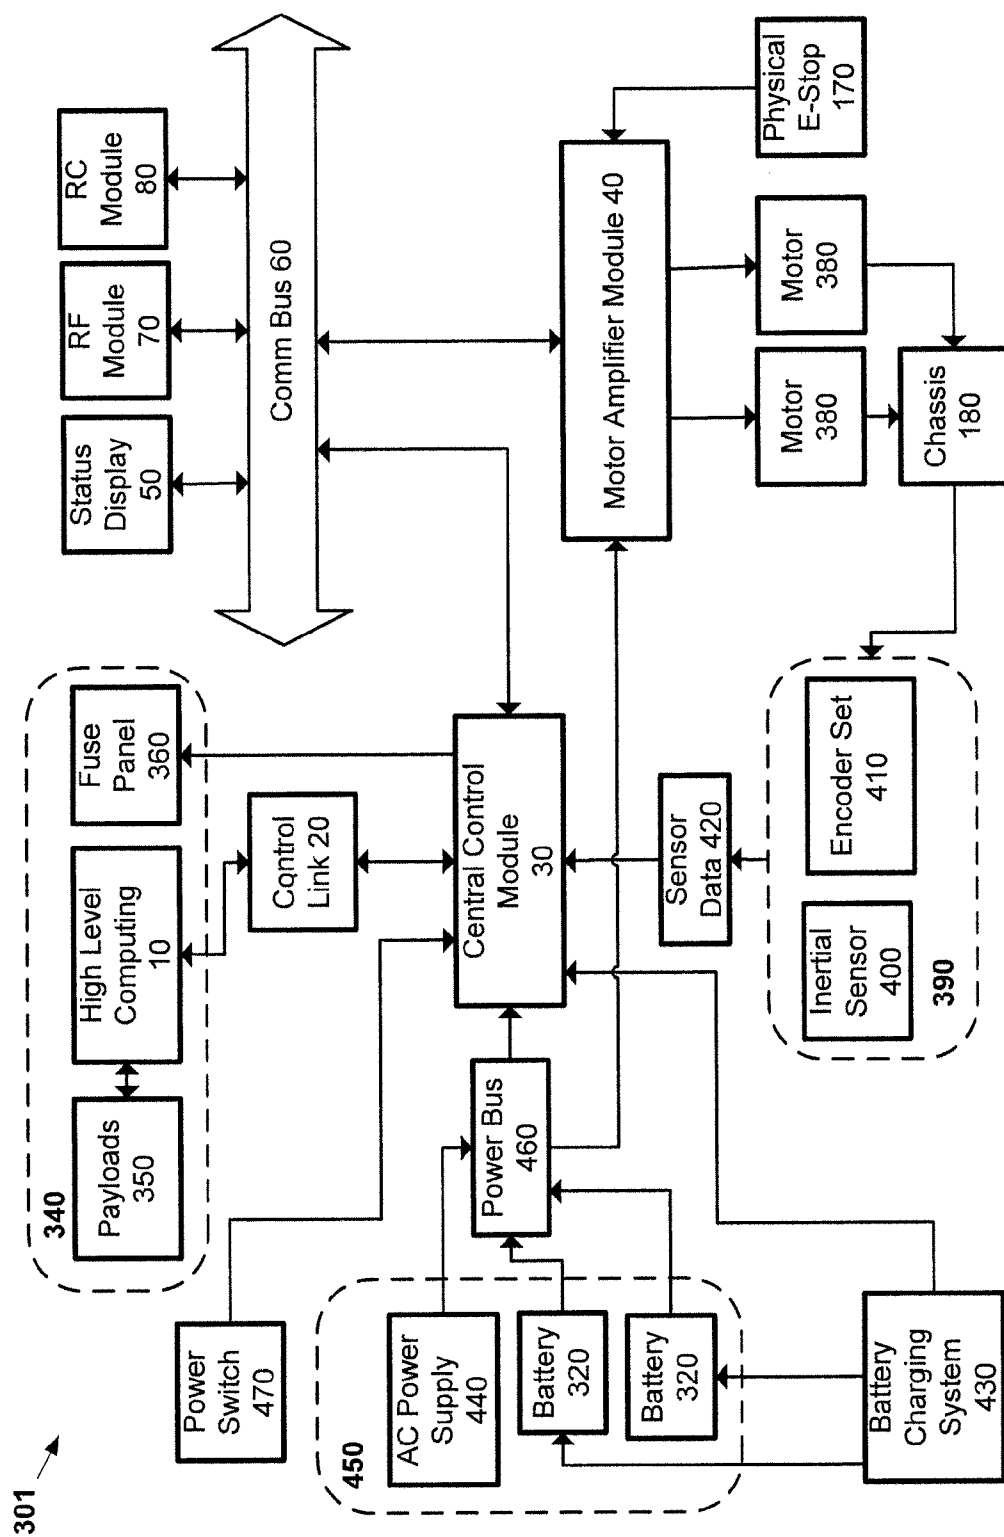 301
340
Payloads
350
High Level
Computing
10
Fuse
Panel
360
Status
Display
50
RF
Module
70
RC
Module
80
Power
Switch
470
Control
Link 20
Comm Bus 60
450
AC Power
Supply
440
Battery
320
Battery
320
Power Bus
460
Central Control
Module
30
Motor Amplifier Module 40
Physical
E-Stop
170
Sensor
Data 420
Motor
380
Motor
380
Battery
Charging
System
430
Inertial
Sensor
400
390
Encoder Set
410
Chassis
180